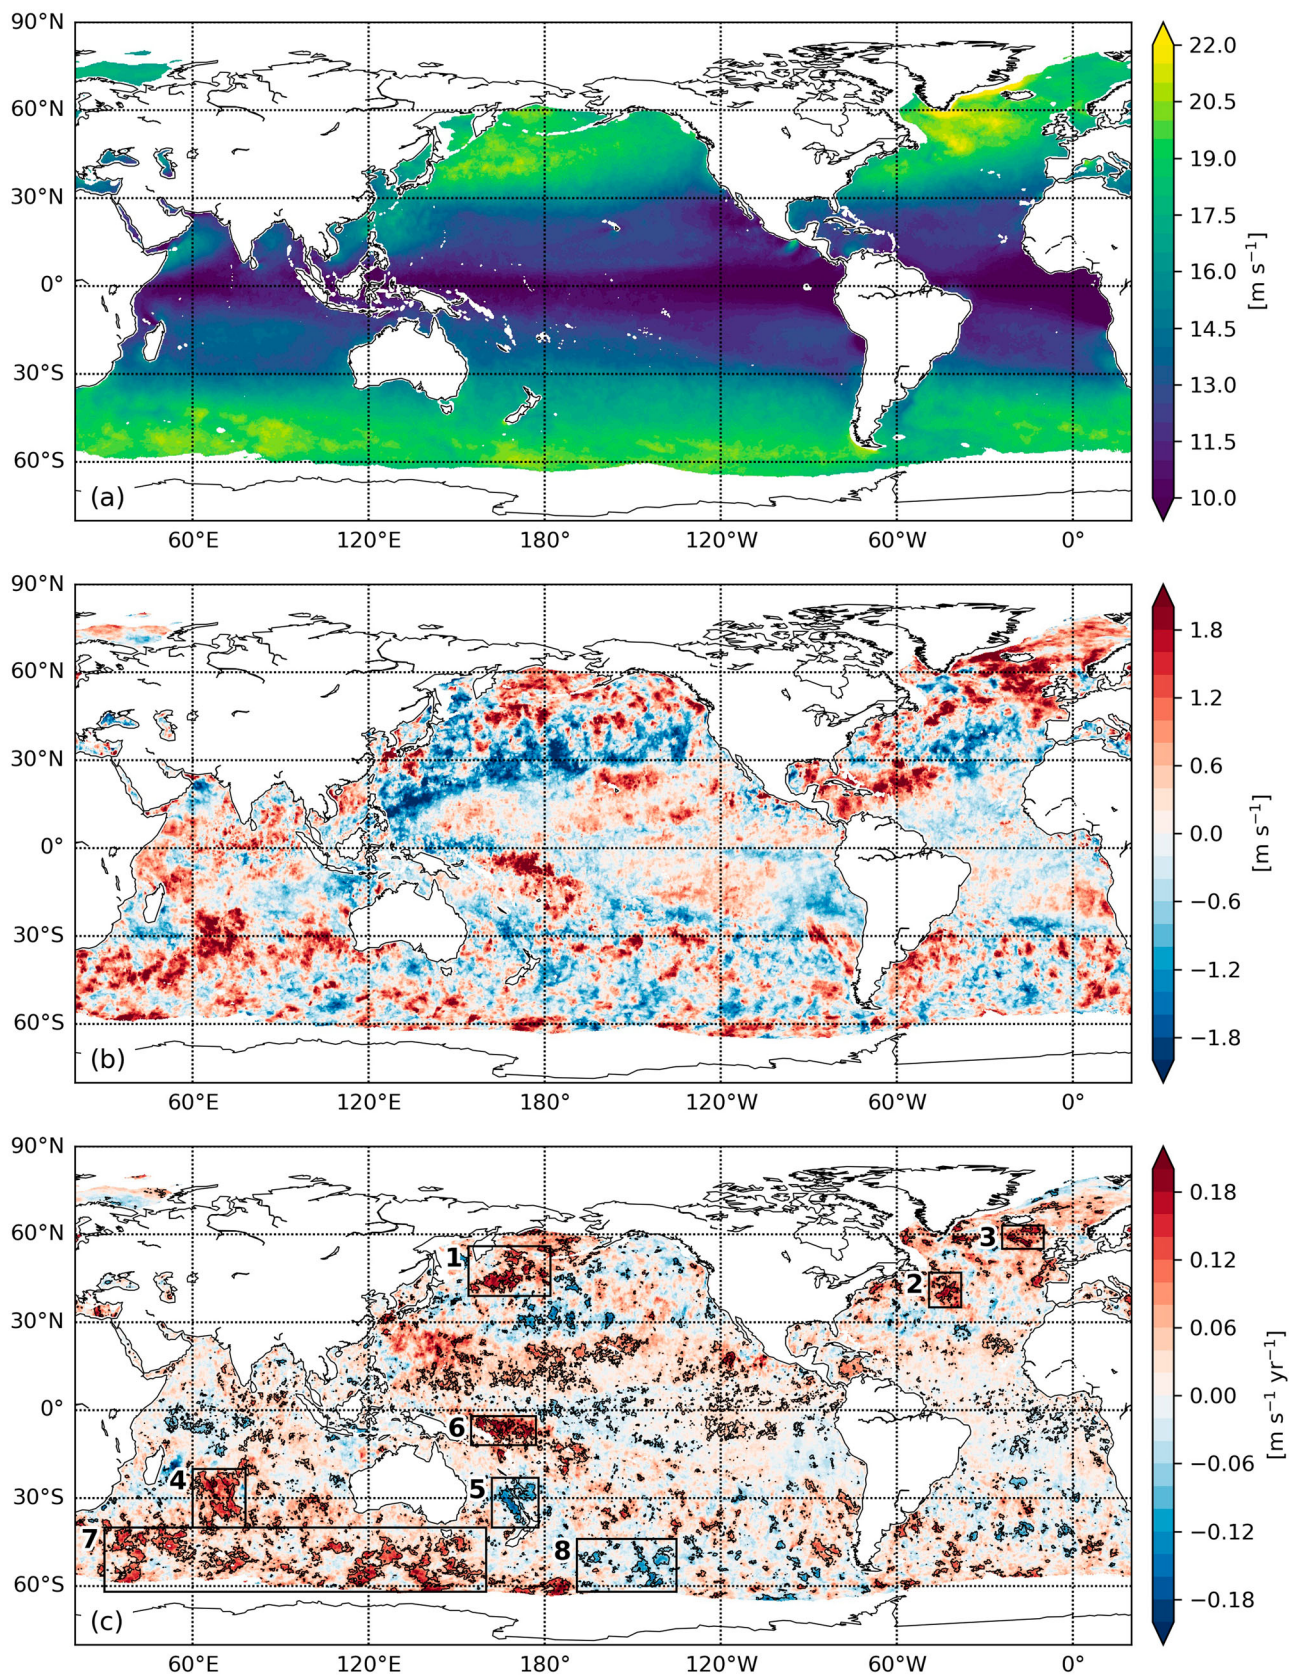 90°N
60°N
30°N
0°
30°S
60°S
(a)
60°E 120°E 180° 120°W 60°W 0°
22.0
20.5
19.0
17.5
16.0
14.5
13.0
11.5
10.0
[m s⁻¹]
90°N
60°N
30°N
0°
30°S
60°S
(b)
60°E 120°E 180° 120°W 60°W 0°
1.8
1.2
0.6
0.0
−0.6
−1.2
−1.8
[m s⁻¹]
90°N
60°N
30°N
0°
30°S
60°S
1
2
3
4
5
6
7
8
(c)
60°E 120°E 180° 120°W 60°W 0°
0.18
0.12
0.06
0.00
−0.06
−0.12
−0.18
[m s⁻¹ yr⁻¹]